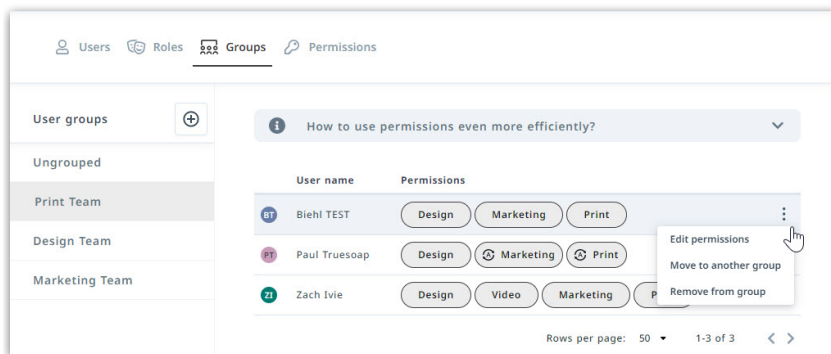 Users Roles Groups Permissions
User groups
How to use permissions even more efficiently?
Ungrouped
Print Team
Design Team
Marketing Team
User name Permissions
BT Biehl TEST Design Marketing Print
PT Paul Truesoap Design A Marketing A Print
ZI Zach Ivie Design Video Marketing
Edit permissions
Move to another group
Remove from group
Rows per page: 50 1-3 of 3